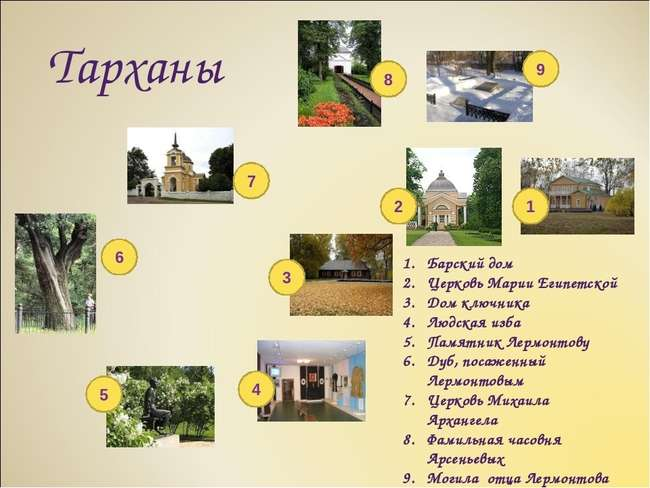 Тарханы
8
9
7
2
1
6
3
5
4
1. Барский дом
2. Церковь Марии Египетской
3. Дом ключника
4. Людская изба
5. Памятник Лермонтову
6. Дуб, посаженный
Лермонтовым
7. Церковь Михаила
Архангела
8. Фамильная часовня
Арсеньевых
9. Могила отца Лермонтова